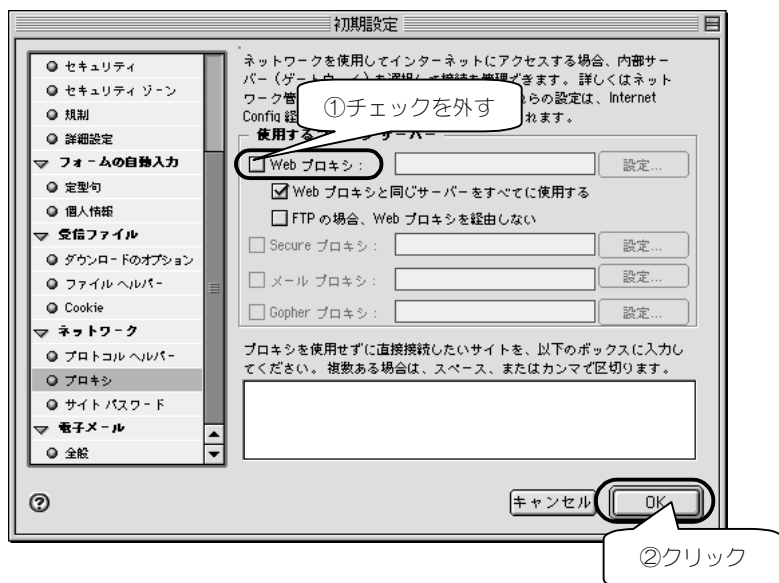 初期設定
セキュリティ
セキュリティ ゾーン
規制
詳細設定
フォームの自動入力
定型句
個人情報
受信ファイル
ダウンロードのオプション
ファイル ヘルパー
Cookie
ネットワーク
プロトコル ヘルパー
プロキシ
サイト パスワード
電子メール
全般
ネットワークを使用してインターネットにアクセスする場合、内部サー
バー（ゲートウェイ）を選択して接続を管理できます。詳しくはネット
ワーク管 らの設定は、Internet
Config 経 れます。
①チェックを外す
使用する サーバー
Web プロキシ： 設定...
Web プロキシと同じサーバーをすべてに使用する
FTP の場合、Web プロキシを経由しない
Secure プロキシ： 設定...
メール プロキシ： 設定...
Gopher プロキシ： 設定...
プロキシを使用せずに直接接続したいサイトを、以下のボックスに入力し
てください。複数ある場合は、スペース、またはカンマで区切ります。
キャンセル OK
②クリック